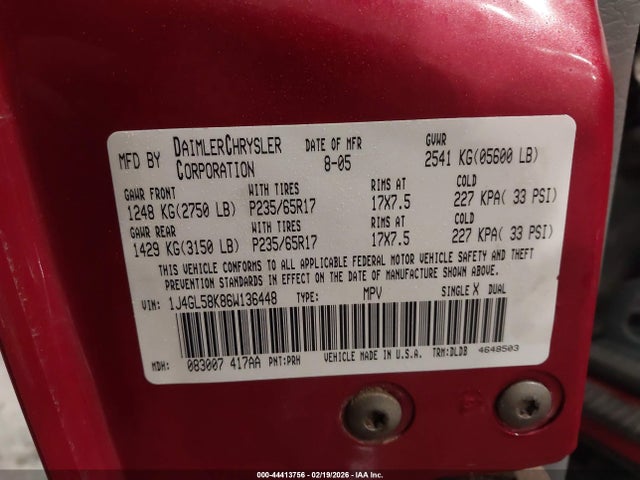 MFD BY DAIMLERCHRYSLER CORPORATION DATE OF MFR 8-05 GVWR 2541 KG(05600 LB)
GAWR FRONT WITH TIRES RIMS AT COLD
1248 KG(2750 LB) P235/65R17 17X7.5 227 KPA( 33 PSI)
GAWR REAR WITH TIRES RIMS AT COLD
1429 KG(3150 LB) P235/65R17 17X7.5 227 KPA( 33 PSI)
THIS VEHICLE CONFORMS TO ALL APPLICABLE FEDERAL MOTOR VEHICLE SAFETY AND THEFT
PREVENTION STANDARDS IN EFFECT ON THE DATE OF MANUFACTURE SHOWN ABOVE.
VIN: 1J4GL58K86W136448 TYPE: MPV SINGLE X DUAL
MDH: 083007 417AA PNT:PRH VEHICLE MADE IN U.S.A. TRM:DLDB 4648503
000-44413756 - 02/19/2026 - IAA Inc.